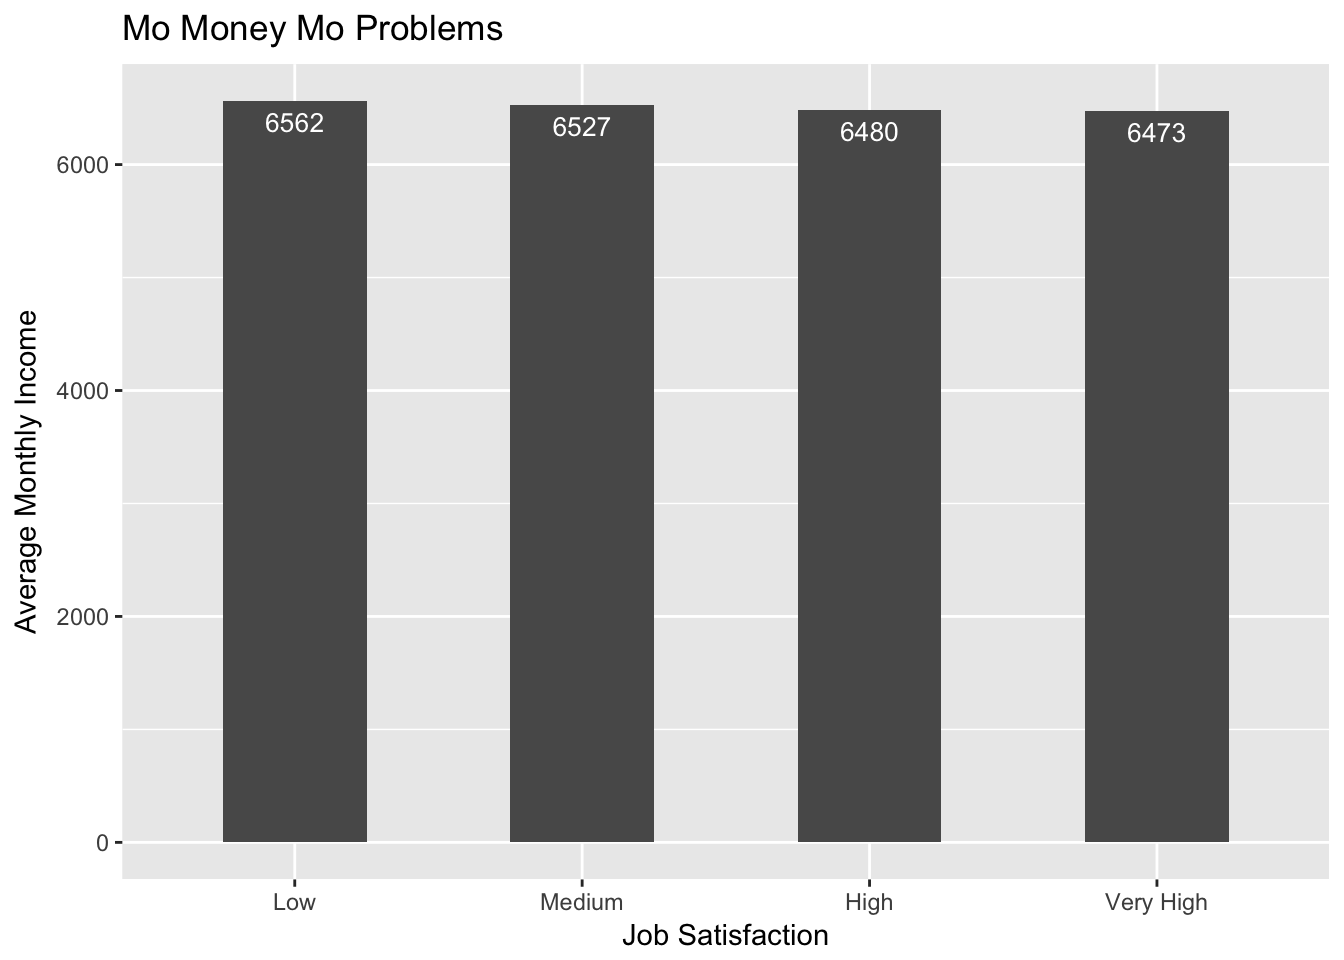 Mo Money Mo Problems
6562
6527
6480
6473
6000
4000
2000
0
Average Monthly Income
Low
Medium
High
Very High
Job Satisfaction